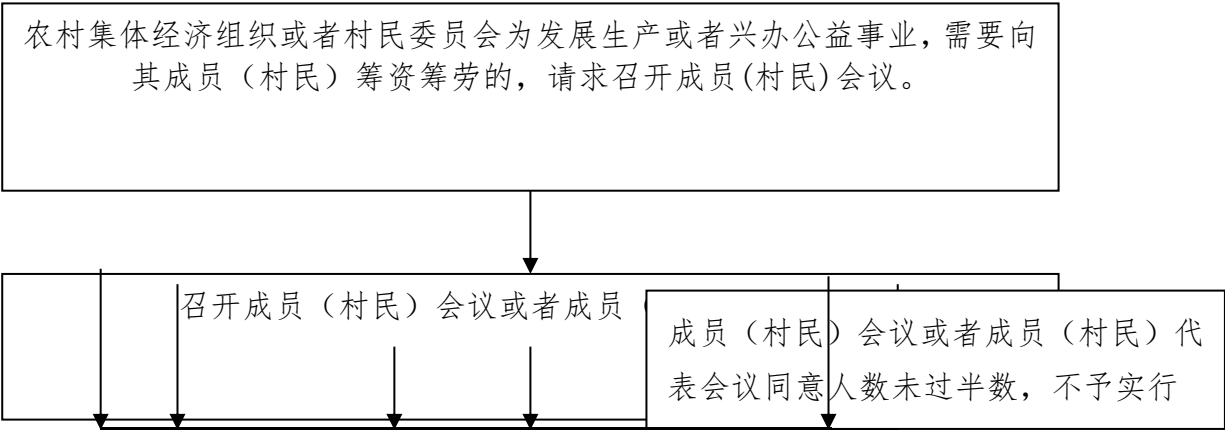 农村集体经济组织或者村民委员会为发展生产或者兴办公益事业，需要向
其成员（村民）筹资筹劳的，请求召开成员(村民)会议。
召开成员（村民）会议或者成员（
成员（村民）会议或者成员（村民）代
表会议同意人数未过半数，不予实行